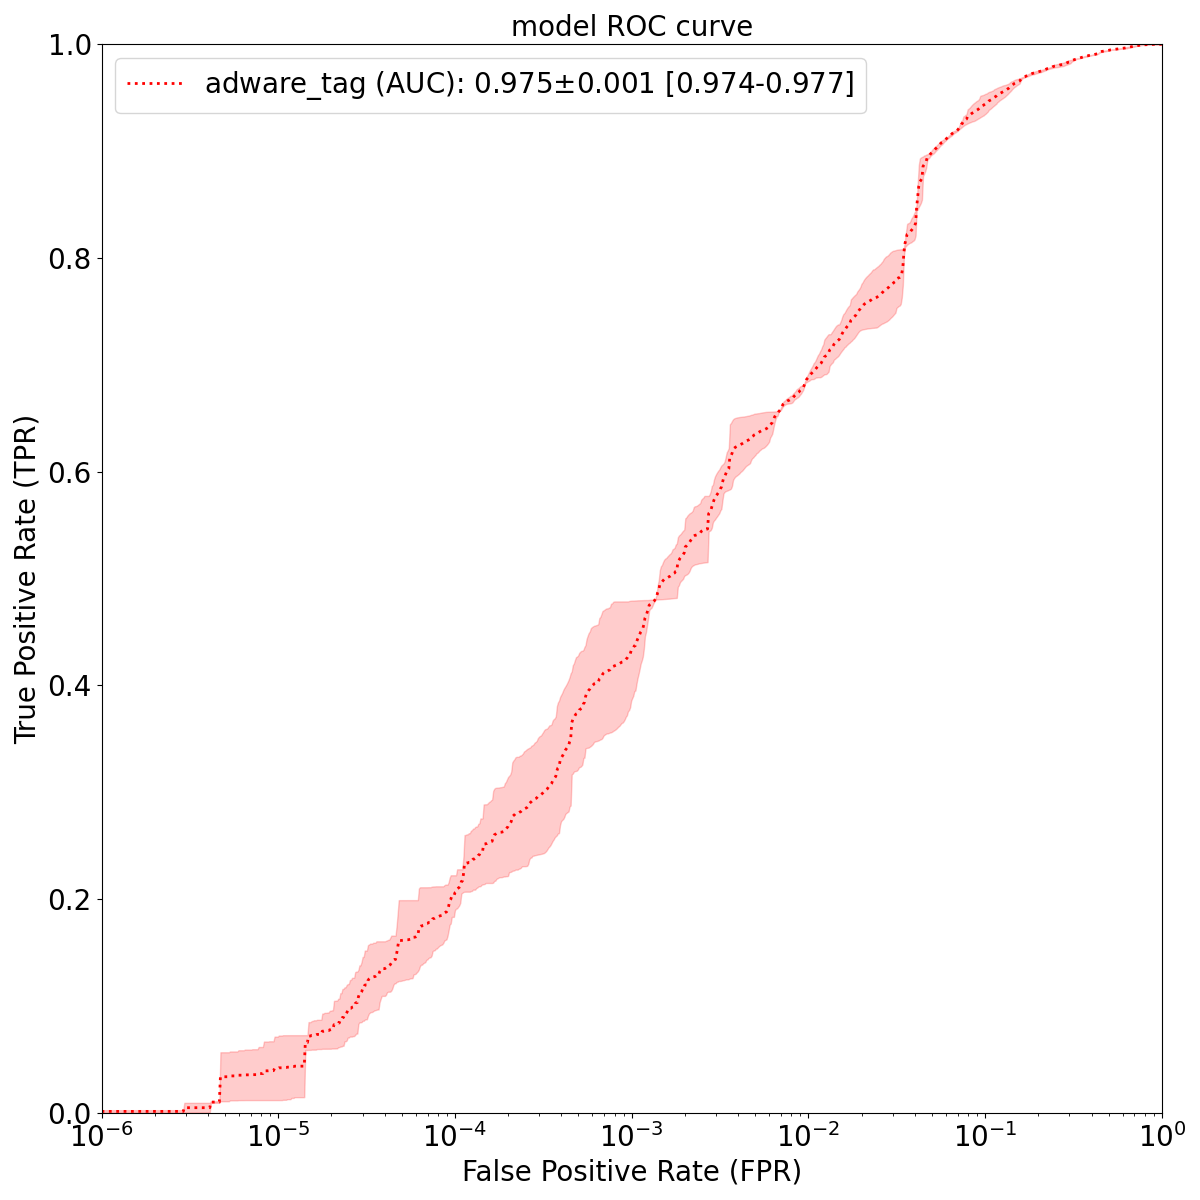 model ROC curve
adware_tag (AUC): 0.975±0.001 [0.974-0.977]
True Positive Rate (TPR)
1.0
0.8
0.6
0.4
0.2
0.0
10⁻⁶ 10⁻⁵ 10⁻⁴ 10⁻³ 10⁻² 10⁻¹ 10⁰
False Positive Rate (FPR)